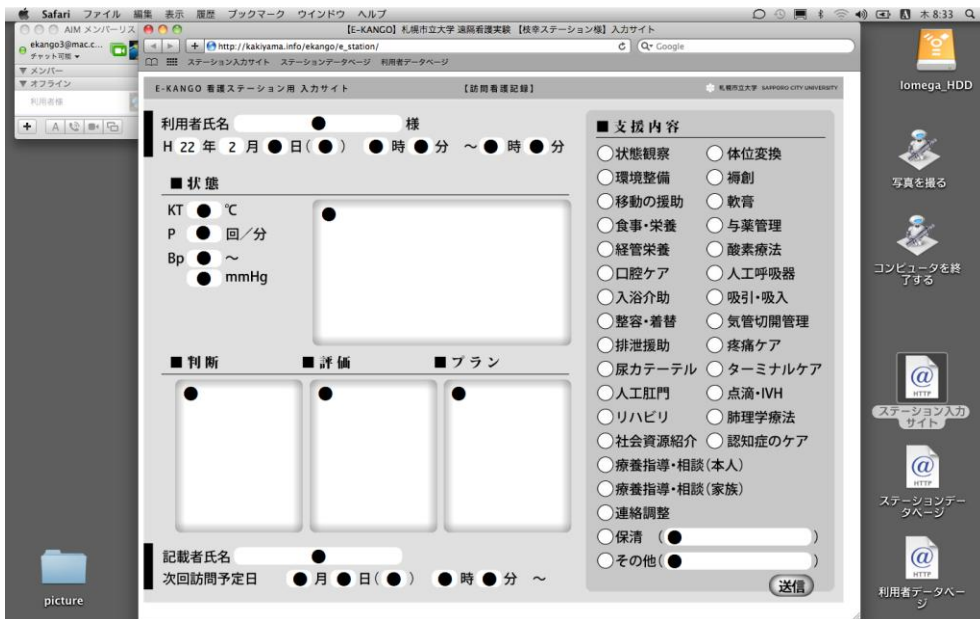 Safari ファイル 編集 表示 履歴 ブックマーク ウインドウ ヘルプ
木 8:33
AIM メンバーリス
ekango3@mac.c...
チャット可能
メンバー
オフライン
利用者様
【E-KANGO】札幌市立大学 遠隔看護実験 【枝幸ステーション様】入力サイト
http://kakiyama.info/ekango/e_station/
Google
ステーション入力サイト ステーションデータページ 利用者データページ
E-KANGO 看護ステーション用 入力サイト 【訪問看護記録】 札幌市立大学 SAPPORO CITY UNIVERSITY
利用者氏名 様
H 22 年 2 月 日( ) 時 分 ～ 時 分
■状態
KT ℃
P 回／分
Bp ～
mmHg
■判断 ■評価 ■プラン
記載者氏名
次回訪問予定日 月 日( ) 時 分 ～
■支援内容
状態観察 体位変換
環境整備 褥創
移動の援助 軟膏
食事・栄養 与薬管理
経管栄養 酸素療法
口腔ケア 人工呼吸器
入浴介助 吸引・吸入
整容・着替 気管切開管理
排泄援助 疼痛ケア
尿カテーテル ターミナルケア
人工肛門 点滴・IVH
リハビリ 肺理学療法
社会資源紹介 認知症のケア
療養指導・相談(本人)
療養指導・相談(家族)
連絡調整
保清 ( )
その他( )
送信
Iomega_HDD
写真を撮る
コンピュータを終
了する
HTTP
ステーション入力
サイト
HTTP
ステーションデー
タページ
HTTP
利用者データペー
ジ
picture